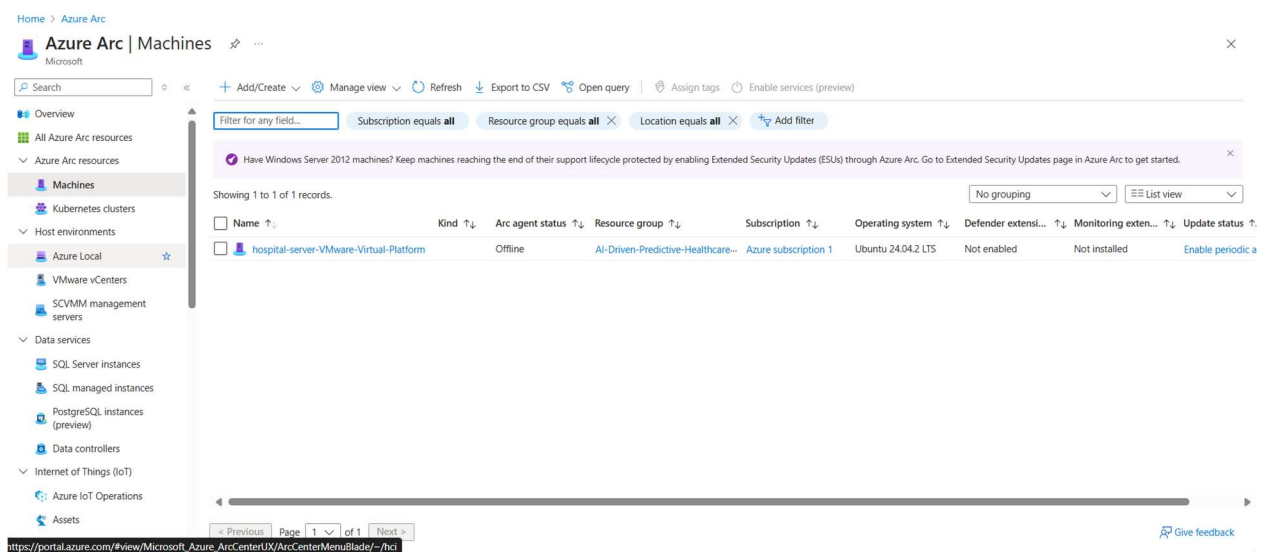 Home > Azure Arc
Azure Arc | Machines
Microsoft
Search
+ Add/Create Manage view Refresh Export to CSV Open query Assign tags Enable services (preview)
Overview
All Azure Arc resources
Azure Arc resources
Machines
Kubernetes clusters
Host environments
Azure Local
VMware vCenters
SCVMM management
servers
Data services
SQL Server instances
SQL managed instances
PostgreSQL instances
(preview)
Data controllers
Internet of Things (IoT)
Azure IoT Operations
Assets
Filter for any field... Subscription equals all Resource group equals all Location equals all Add filter
Have Windows Server 2012 machines? Keep machines reaching the end of their support lifecycle protected by enabling Extended Security Updates (ESUs) through Azure Arc. Go to Extended Security Updates page in Azure Arc to get started.
Showing 1 to 1 of 1 records.
No grouping List view
Name ↑↓ Kind ↑↓ Arc agent status ↑↓ Resource group ↑↓ Subscription ↑↓ Operating system ↑↓ Defender extensi... ↑↓ Monitoring exten... ↑↓ Update status ↑
hospital-server-VMware-Virtual-Platform Offline AI-Driven-Predictive-Healthcare... Azure subscription 1 Ubuntu 24.04.2 LTS Not enabled Not installed Enable periodic a
< Previous Page 1 of 1 Next >
Give feedback
https://portal.azure.com/#view/Microsoft_Azure_ArcCenterUX/ArcCenterMenuBlade/~/hci